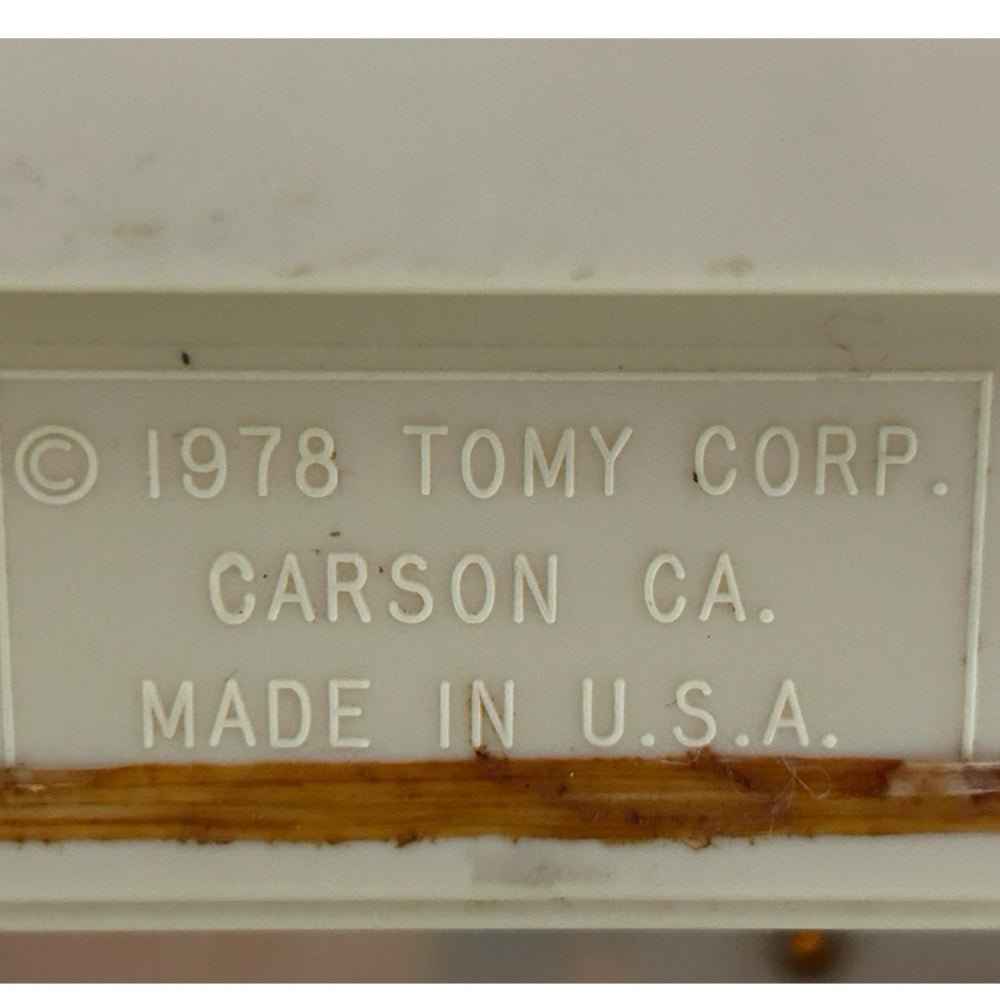 © 1978 TOMY CORP.
CARSON CA.
MADE IN U.S.A.